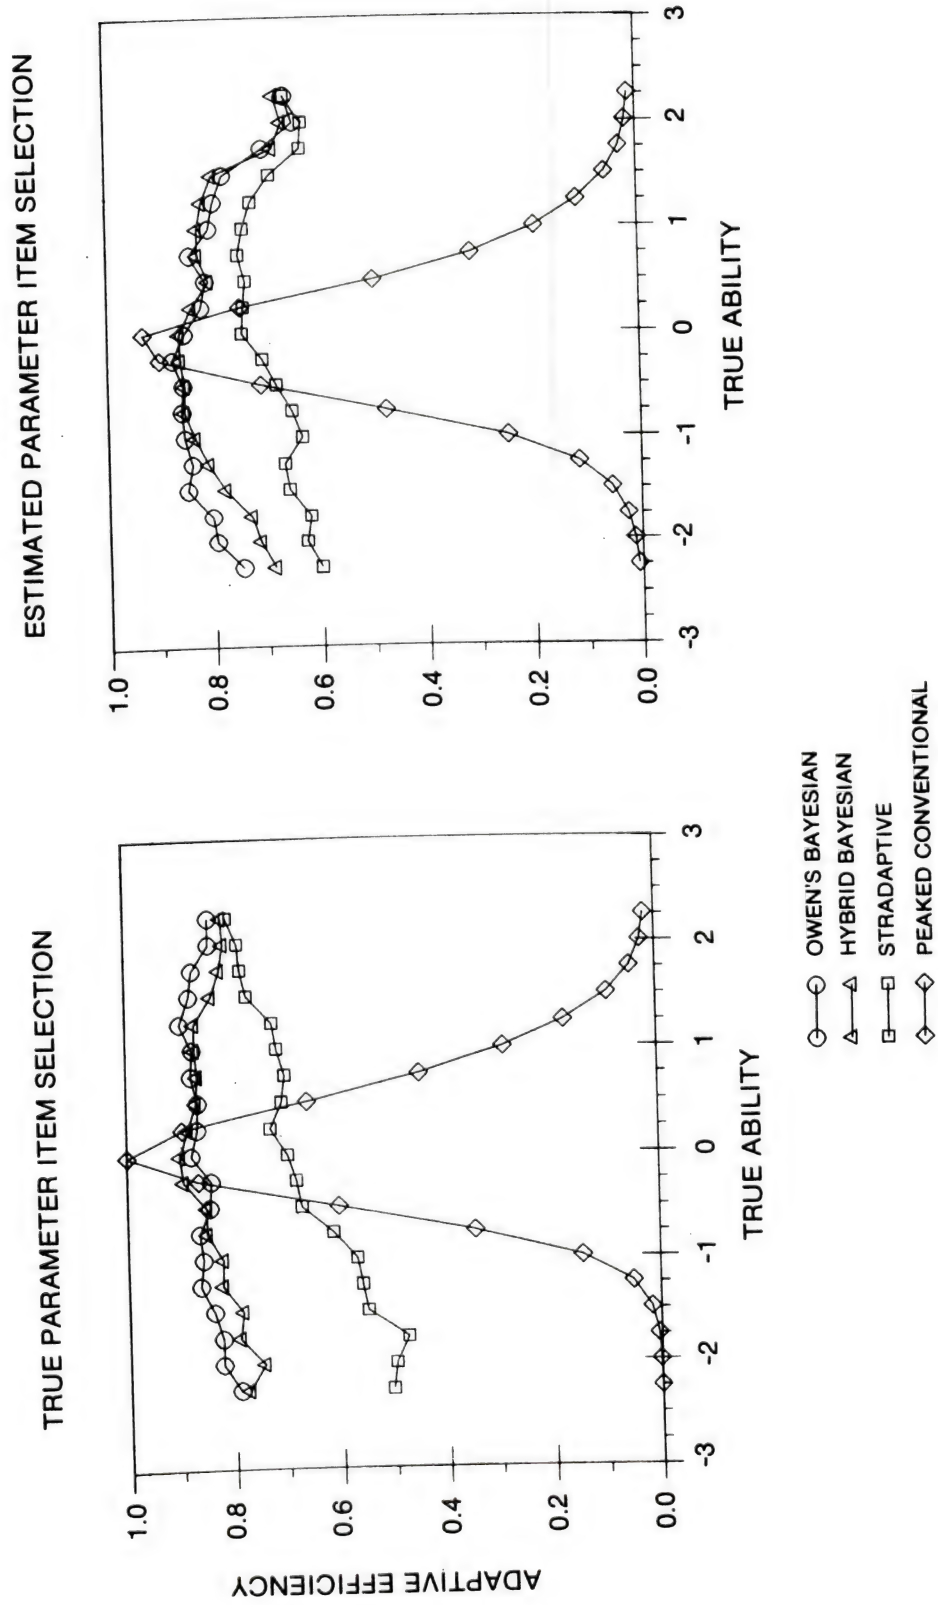 TRUE PARAMETER ITEM SELECTION
ADAPTIVE EFFICIENCY
1.0
0.8
0.6
0.4
0.2
0.0
-3
-2
-1
0
1
2
3
TRUE ABILITY
ESTIMATED PARAMETER ITEM SELECTION
1.0
0.8
0.6
0.4
0.2
0.0
-3
-2
-1
0
1
2
3
TRUE ABILITY
OWEN'S BAYESIAN
HYBRID BAYESIAN
STRADAPTIVE
PEAKED CONVENTIONAL